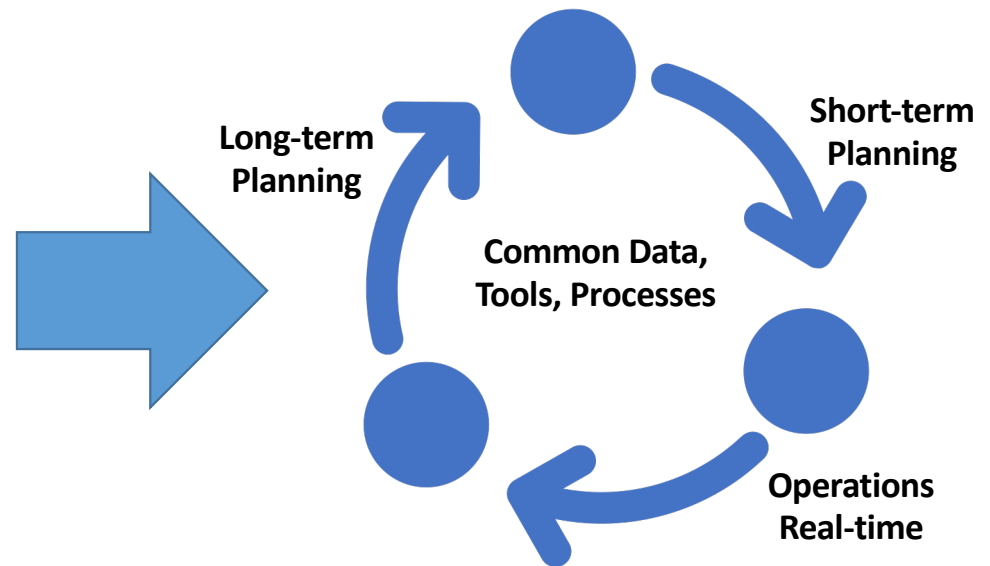 Long-term
Planning
Short-term
Planning
Common Data,
Tools, Processes
Operations
Real-time